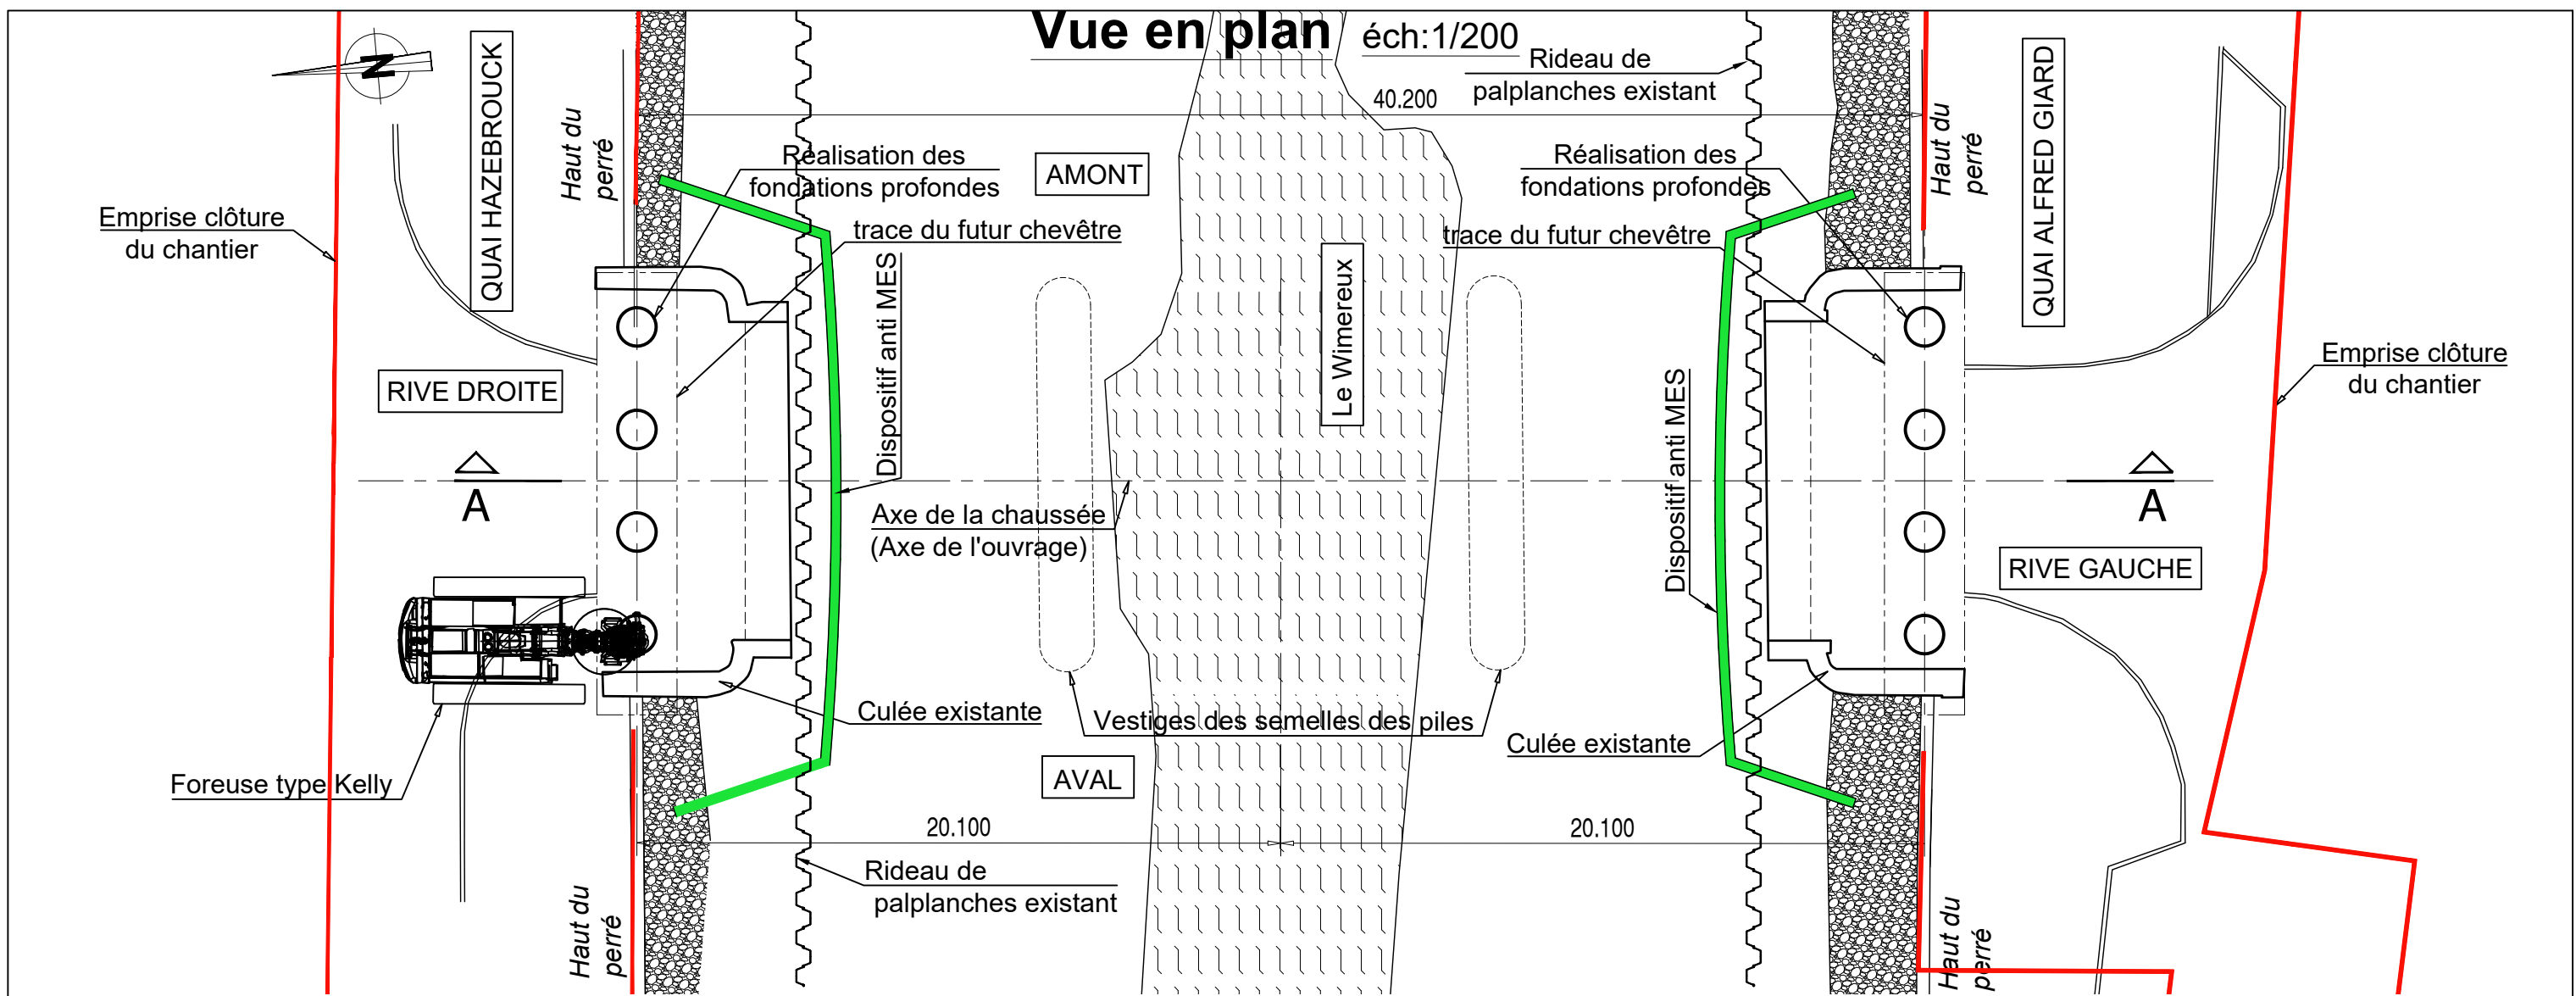 Vue en plan éch:1/200
N
QUAI HAZEBROUCK
Haut du
perré
Rideau de
palplanches existant
40.200
QUAI ALFRED GIARD
Haut du
perré
Réalisation des
fondations profondes
AMONT
Réalisation des
fondations profondes
Emprise clôture
du chantier
trace du futur chevêtre
trace du futur chevêtre
Dispositif anti MES
Le Wimereux
Emprise clôture
du chantier
RIVE DROITE
Dispositif anti MES
A
A
Axe de la chaussée
(Axe de l'ouvrage)
RIVE GAUCHE
Culée existante
Vestiges des semelles des piles
Culée existante
Foreuse type Kelly
AVAL
20.100
20.100
Rideau de
palplanches existant
Haut du
perré
Haut du
perré